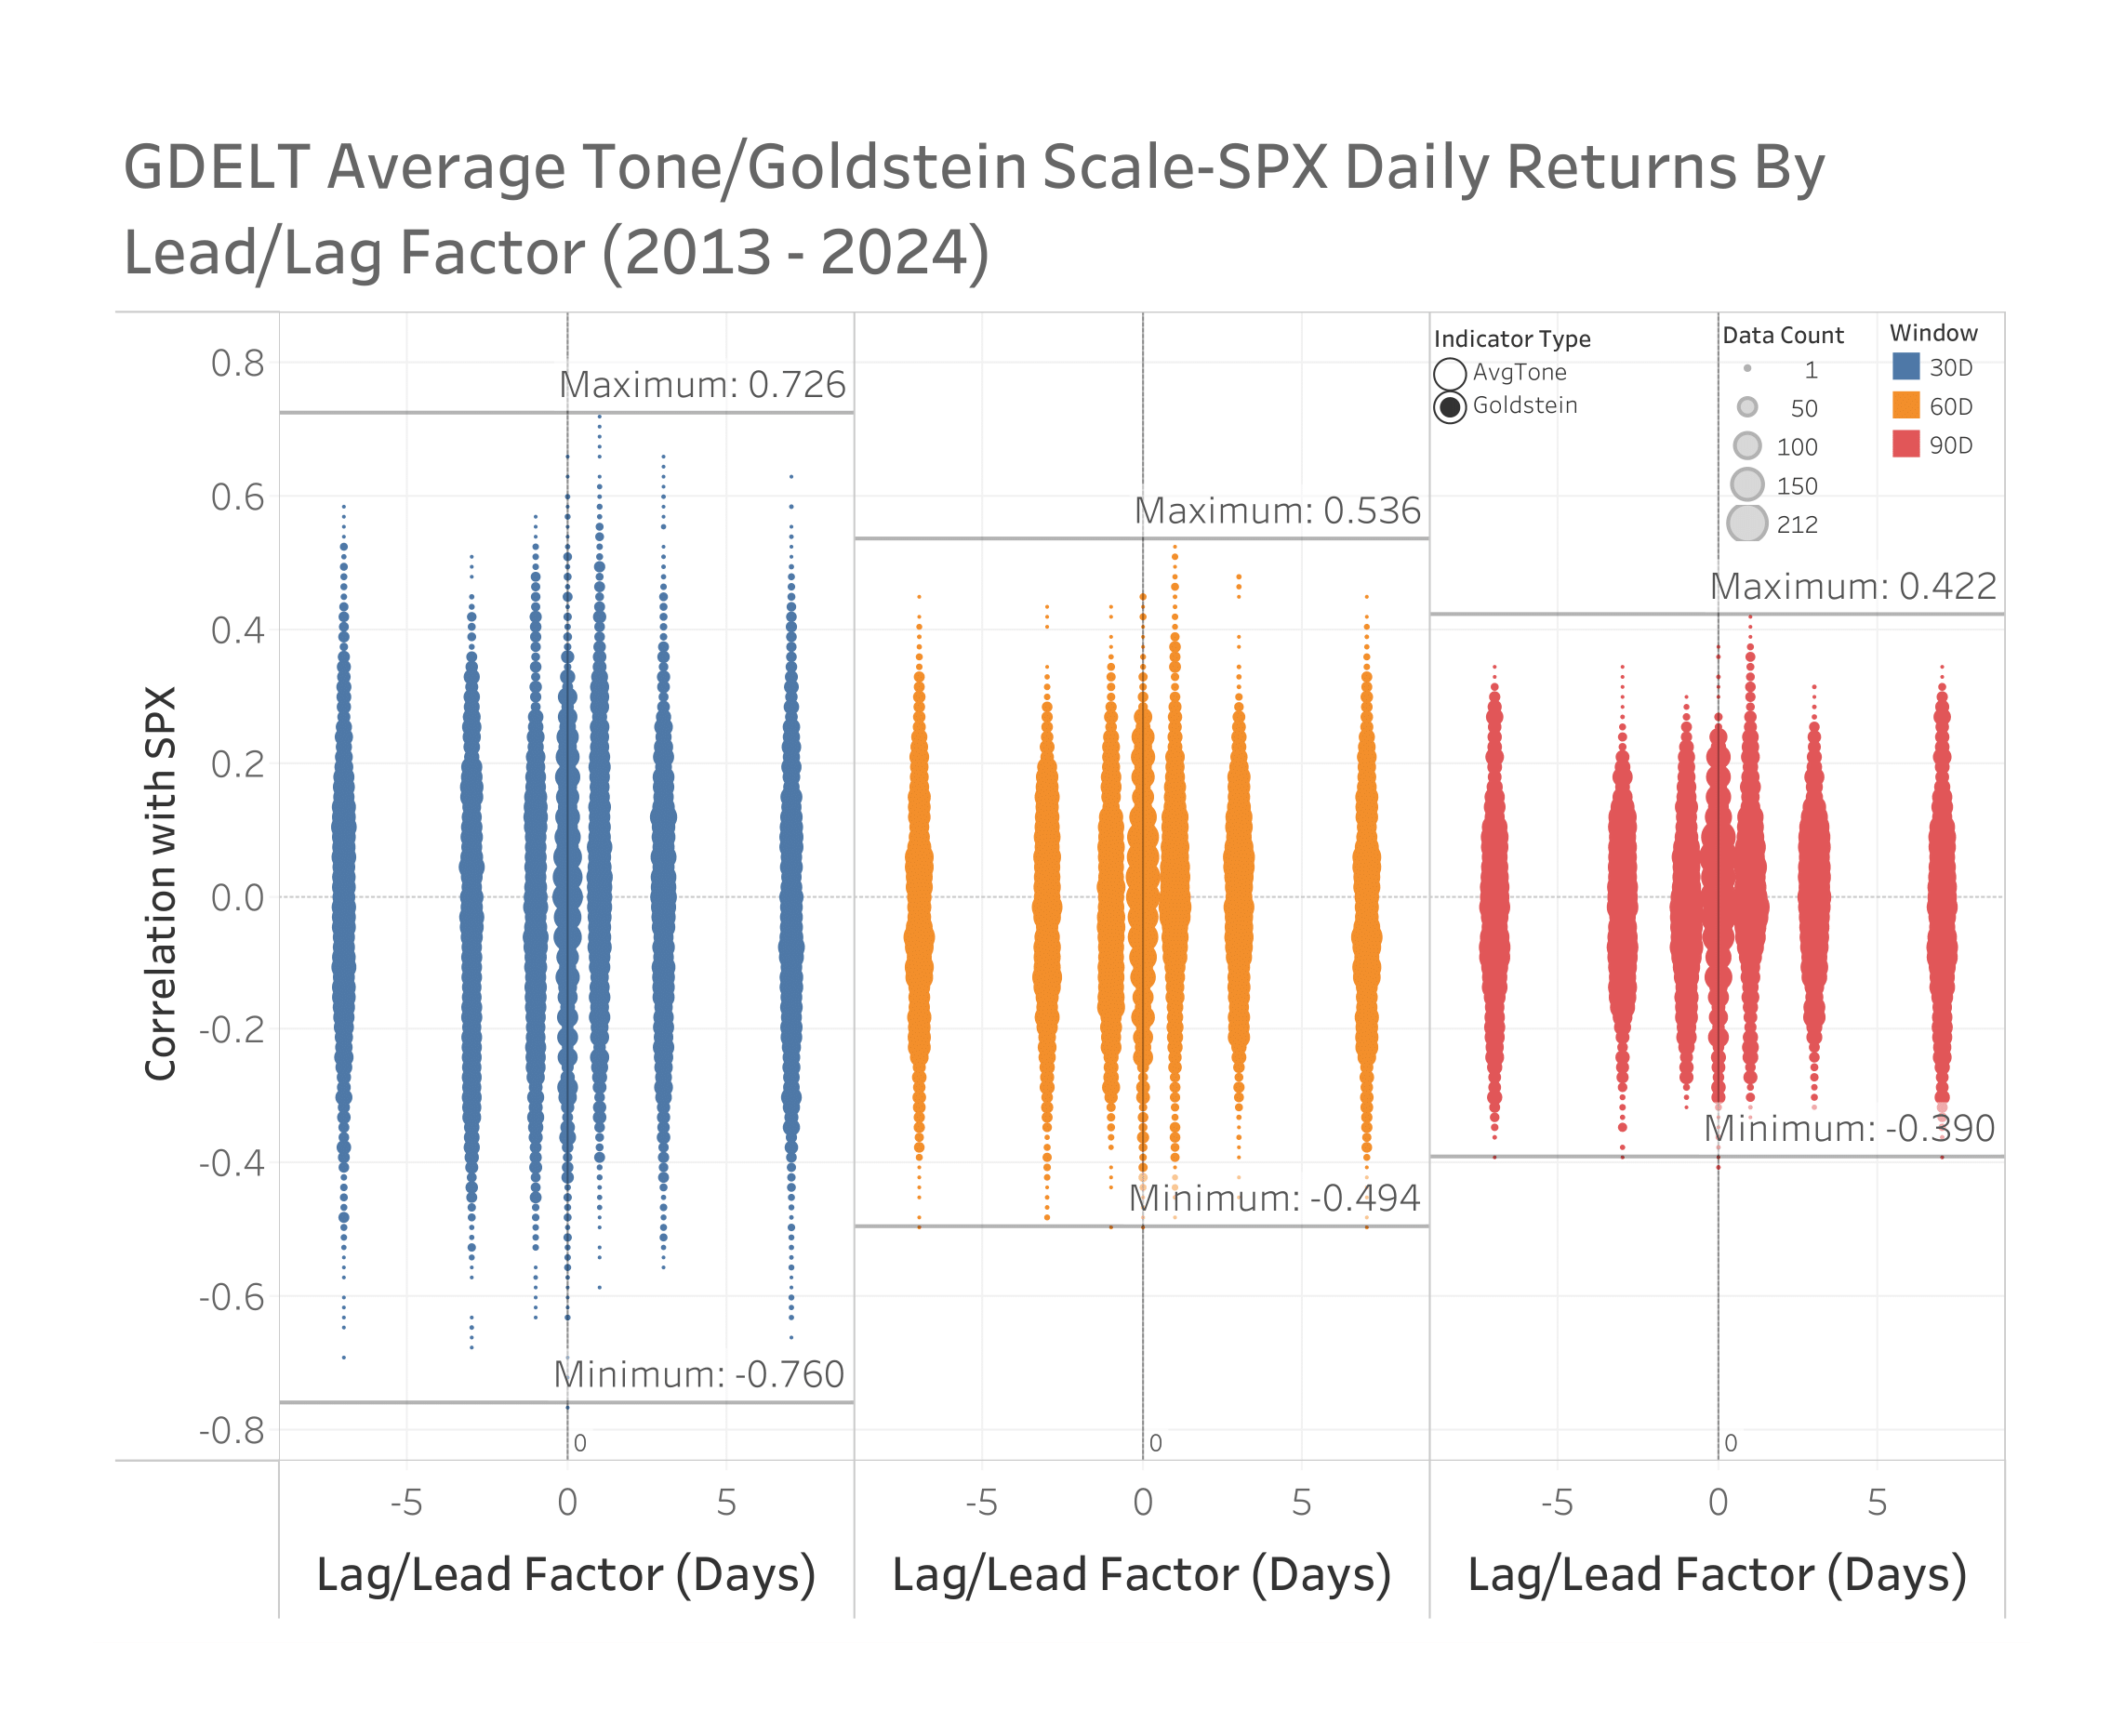 GDELT Average Tone/Goldstein Scale-SPX Daily Returns By
Lead/Lag Factor (2013 - 2024)
Indicator Type
AvgTone
Goldstein
Data Count
1
50
100
150
212
Window
30D
60D
90D
Correlation with SPX
0.8
0.6
0.4
0.2
0.0
-0.2
-0.4
-0.6
-0.8
Maximum: 0.726
Minimum: -0.760
0
Maximum: 0.536
Minimum: -0.494
0
Maximum: 0.422
Minimum: -0.390
0
-5 0 5
-5 0 5
-5 0 5
Lag/Lead Factor (Days)
Lag/Lead Factor (Days)
Lag/Lead Factor (Days)